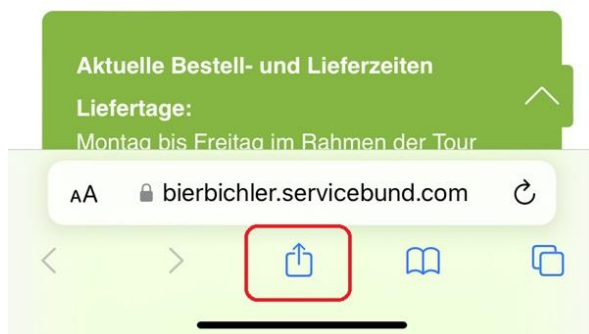 Aktuelle Bestell- und Lieferzeiten
Liefertage:
Montag bis Freitag im Rahmen der Tour
AA bierbichler.servicebund.com